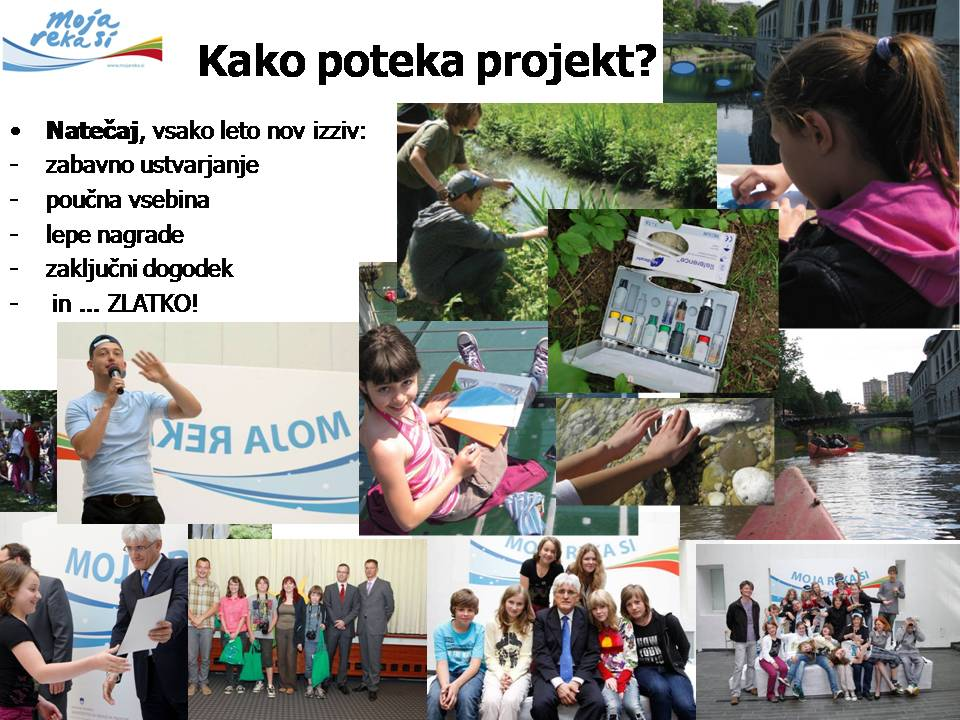 Moja
reka si
www.mojareka.si
Kako poteka projekt?
• Natečaj, vsako leto nov izziv:
- zabavno ustvarjanje
- poučna vsebina
- lepe nagrade
- zaključni dogodek
- in ... ZLATKO!
MOJA REKA
MOJ
MOJA REKA SI
MOJA REKA SI